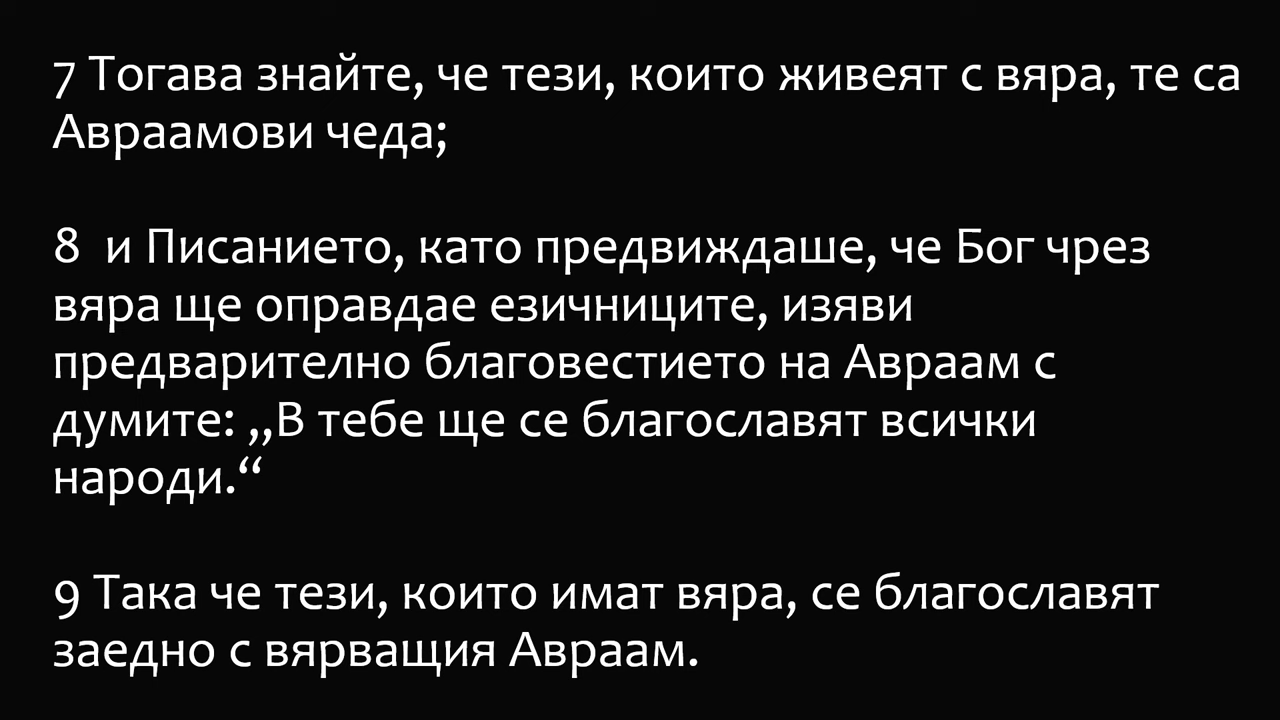 7 Тогава знайте, че тези, които живеят с вяра, те са
Авраамови чеда;
8 и Писанието, като предвиждаше, че Бог чрез
вяра ще оправдае езичниците, изяви
предварително благовестието на Авраам с
думите: „В тебе ще се благославят всички
народи.“
9 Така че тези, които имат вяра, се благославят
заедно с вярващия Авраам.